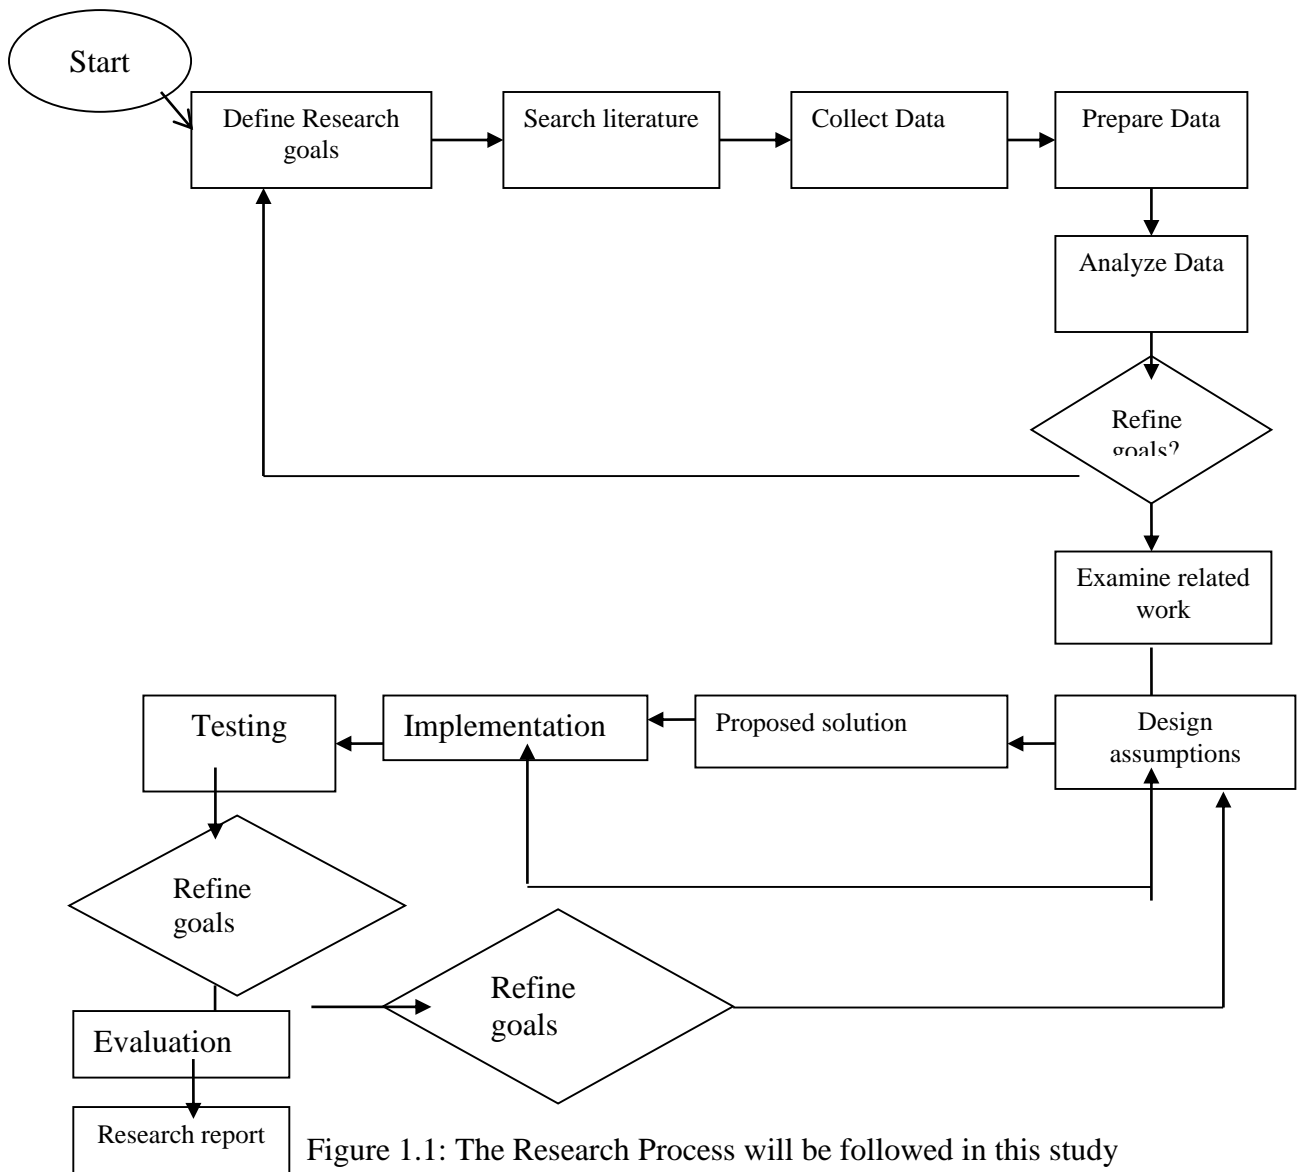 Start
Define Research
goals
Search literature
Collect Data
Prepare Data
Analyze Data
Refine
goals?
Examine related
work
Design
assumptions
Proposed solution
Implementation
Testing
Refine
goals
Refine
goals
Evaluation
Research report
Figure 1.1: The Research Process will be followed in this study